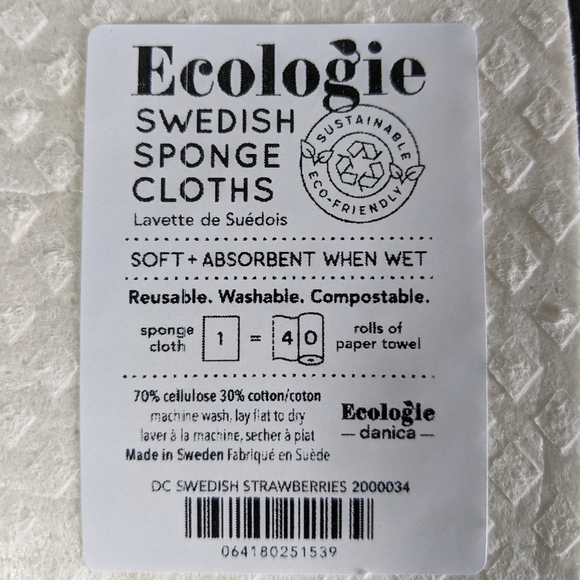 Ecologie
SWEDISH
SPONGE
CLOTHS
SUSTAINABLE
ECO-FRIENDLY
Lavette de Suédois
SOFT + ABSORBENT WHEN WET
Reusable. Washable. Compostable.
sponge cloth 1 = 40 rolls of paper towel
70% cellulose 30% cotton/coton
machine wash, lay flat to dry
laver à la machine, sécher à plat
Made in Sweden Fabriqué en Suède
Ecologie
— danica —
DC SWEDISH STRAWBERRIES 2000034
064180251539